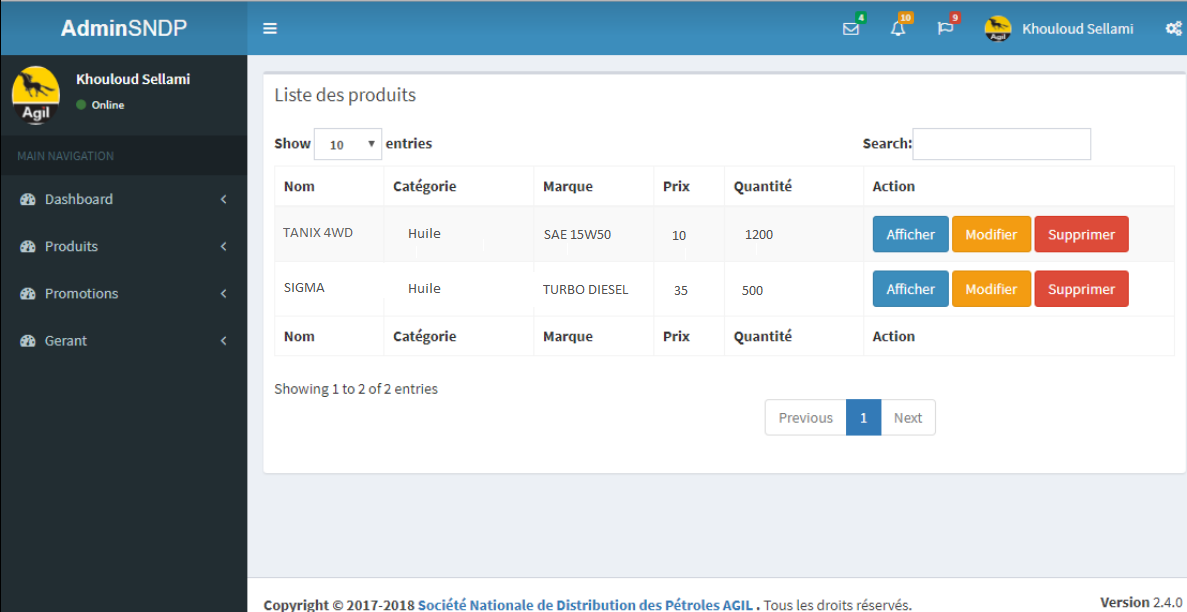 AdminSNDP
4
10
9
Khouloud Sellami
Agil
Khouloud Sellami
Online
Agil
MAIN NAVIGATION
Dashboard
Produits
Promotions
Gerant
Liste des produits
Show 10 entries
Search:
Nom Catégorie Marque Prix Quantité Action
TANIX 4WD Huile SAE 15W50 10 1200 Afficher Modifier Supprimer
SIGMA Huile TURBO DIESEL 35 500 Afficher Modifier Supprimer
Nom Catégorie Marque Prix Quantité Action
Showing 1 to 2 of 2 entries
Previous 1 Next
Copyright © 2017-2018 Société Nationale de Distribution des Pétroles AGIL . Tous les droits réservés.
Version 2.4.0